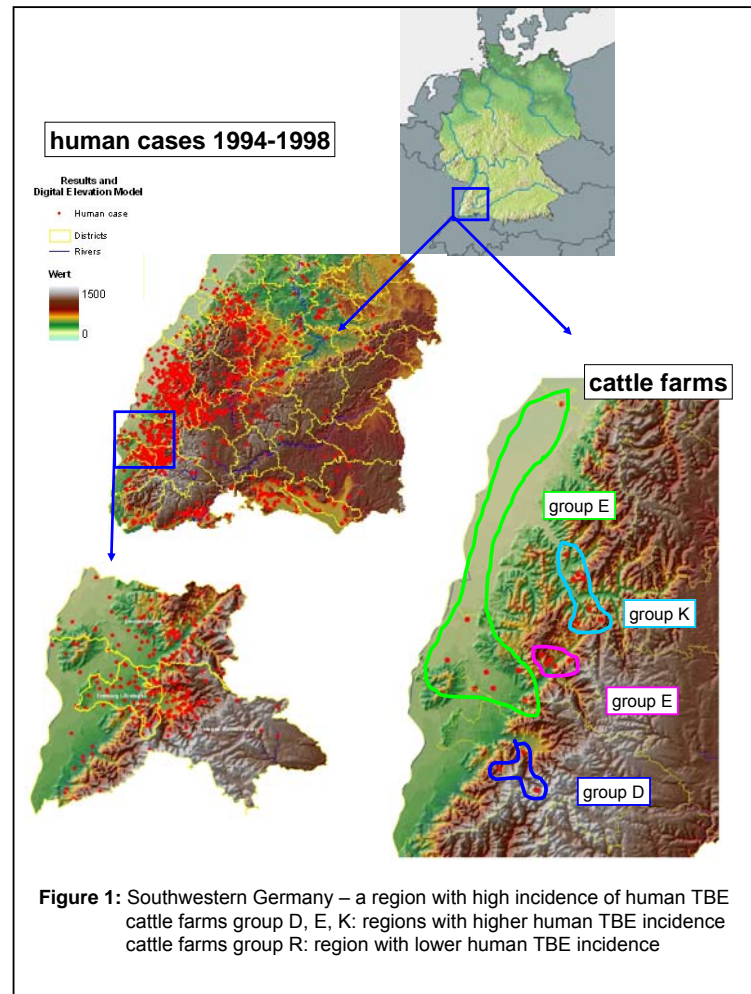 human cases 1994-1998
Results and
Digital Elevation Model
Human case
Districts
Rivers
Wert
1500
0
cattle farms
group E
group K
group E
group D
Figure 1: Southwestern Germany – a region with high incidence of human TBE
cattle farms group D, E, K: regions with higher human TBE incidence
cattle farms group R: region with lower human TBE incidence